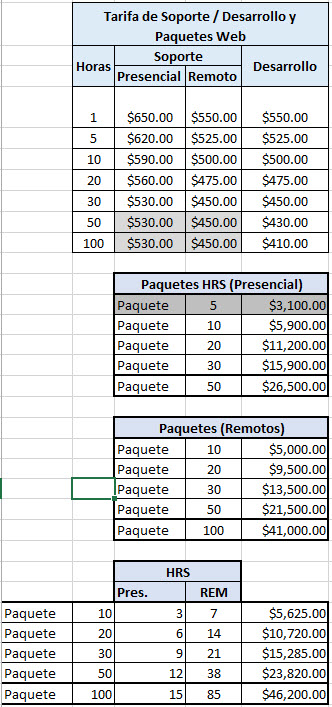 Tarifa de Soporte / Desarrollo y
Paquetes Web
Horas Soporte Desarrollo
Presencial Remoto
1 $650.00 $550.00 $550.00
5 $620.00 $525.00 $525.00
10 $590.00 $500.00 $500.00
20 $560.00 $475.00 $475.00
30 $530.00 $450.00 $450.00
50 $530.00 $450.00 $430.00
100 $530.00 $450.00 $410.00
Paquetes HRS (Presencial)
Paquete 5 $3,100.00
Paquete 10 $5,900.00
Paquete 20 $11,200.00
Paquete 30 $15,900.00
Paquete 50 $26,500.00
Paquetes (Remotos)
Paquete 10 $5,000.00
Paquete 20 $9,500.00
Paquete 30 $13,500.00
Paquete 50 $21,500.00
Paquete 100 $41,000.00
HRS
Pres. REM
Paquete 10 3 7 $5,625.00
Paquete 20 6 14 $10,720.00
Paquete 30 9 21 $15,285.00
Paquete 50 12 38 $23,820.00
Paquete 100 15 85 $46,200.00